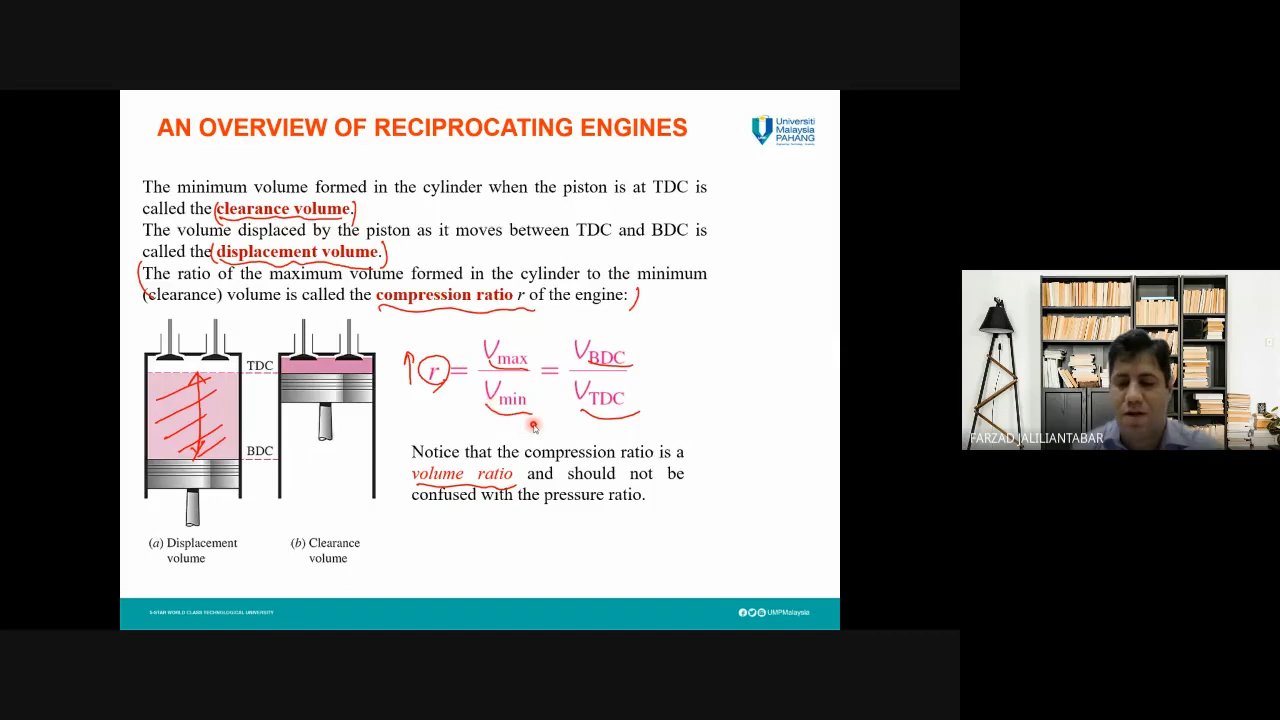 AN OVERVIEW OF RECIPROCATING ENGINES
Universiti
Malaysia
PAHANG
The minimum volume formed in the cylinder when the piston is at TDC is
called the clearance volume.
The volume displaced by the piston as it moves between TDC and BDC is
called the displacement volume.
The ratio of the maximum volume formed in the cylinder to the minimum
(clearance) volume is called the compression ratio r of the engine:
TDC
BDC
r = Vmax / Vmin = VBDC / VTDC
Notice that the compression ratio is a
volume ratio and should not be
confused with the pressure ratio.
(a) Displacement
volume
(b) Clearance
volume
5-STAR WORLD CLASS TECHNOLOGICAL UNIVERSITY
UMPMalaysia
FARZAD JALILIANTABAR